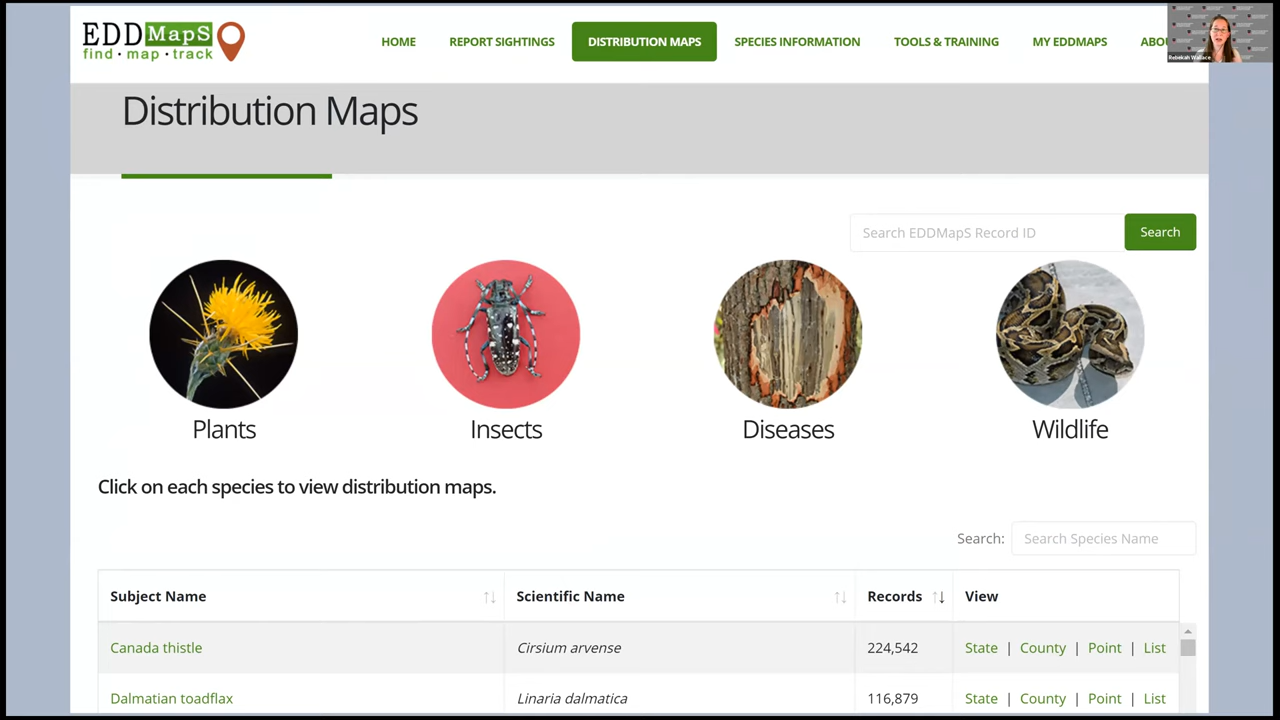 EDDMapS
find · map · track
HOME
REPORT SIGHTINGS
DISTRIBUTION MAPS
SPECIES INFORMATION
TOOLS & TRAINING
MY EDDMAPS
Rebekah Wallace
Distribution Maps
Search EDDMapS Record ID
Search
Plants
Insects
Diseases
Wildlife
Click on each species to view distribution maps.
Search: Search Species Name
Subject Name Scientific Name Records View
Canada thistle Cirsium arvense 224,542 State | County | Point | List
Dalmatian toadflax Linaria dalmatica 116,879 State | County | Point | List